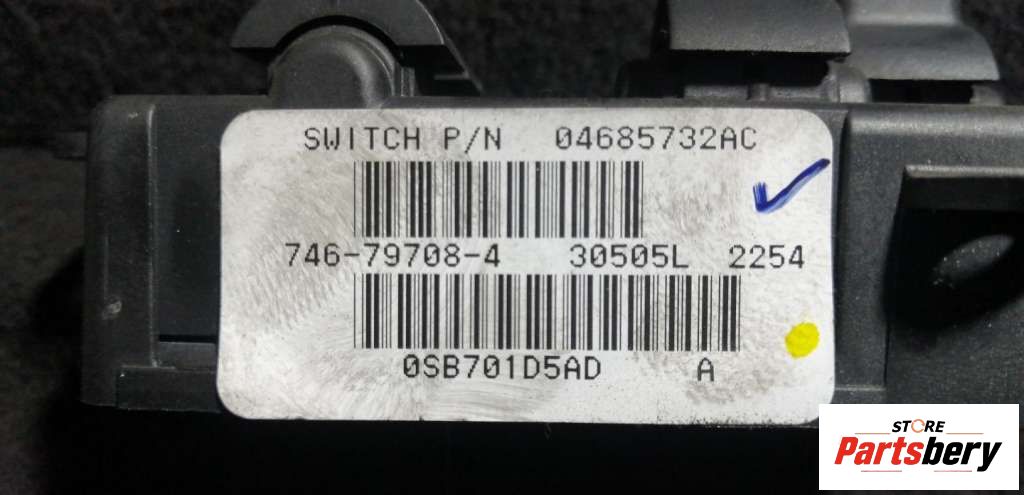 SWITCH P/N 04685732AC
746-79708-4 30505L 2254
0SB701D5AD A
STORE
Partsbery